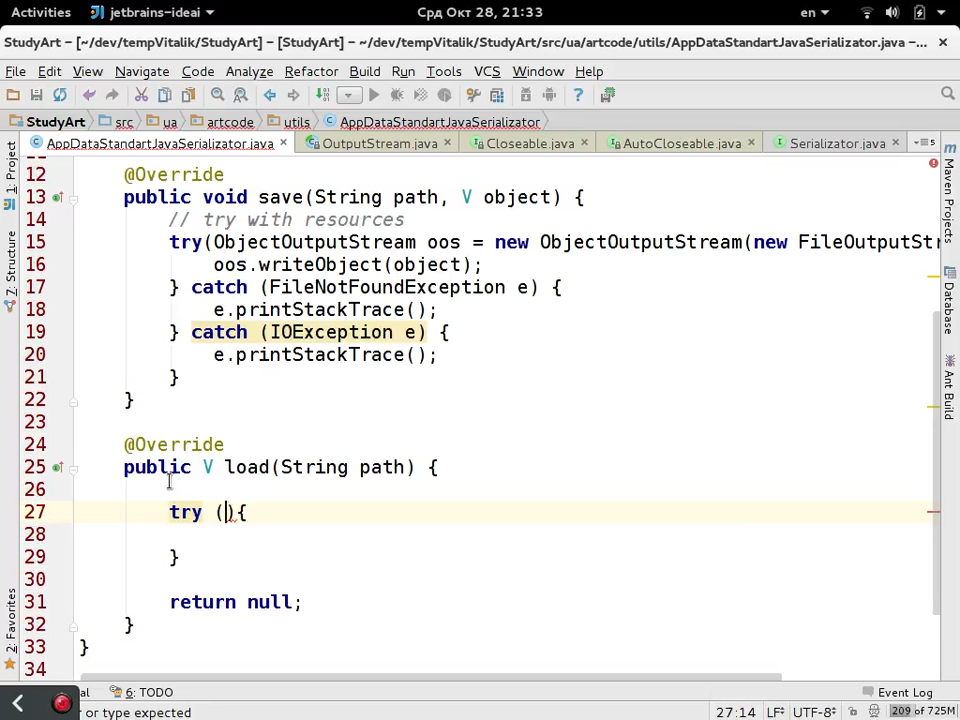 Activities jetbrains-ideai Срд Окт 28, 21:33 en
StudyArt – [~/dev/tempVitalik/StudyArt] – [StudyArt] – ~/dev/tempVitalik/StudyArt/src/ua/artcode/utils/AppDataStandartJavaSerializator.java –...
File Edit View Navigate Code Analyze Refactor Build Run Tools VCS Window Help
StudyArt src ua artcode utils AppDataStandartJavaSerializator
AppDataStandartJavaSerializator.java OutputStream.java Closeable.java AutoCloseable.java Serializator.java 5
12 @Override
13 public void save(String path, V object) {
14 // try with resources
15 try(ObjectOutputStream oos = new ObjectOutputStream(new FileOutputStr
16 oos.writeObject(object);
17 } catch (FileNotFoundException e) {
18 e.printStackTrace();
19 } catch (IOException e) {
20 e.printStackTrace();
21 }
22 }
23
24 @Override
25 public V load(String path) {
26
27 try (){
28
29 }
30
31 return null;
32 }
33 }
34
1: Project
7: Structure
2: Favorites
Maven Projects
Database
Ant Build
al 6: TODO Event Log
or type expected 27:14 LF UTF-8 209 of 725M